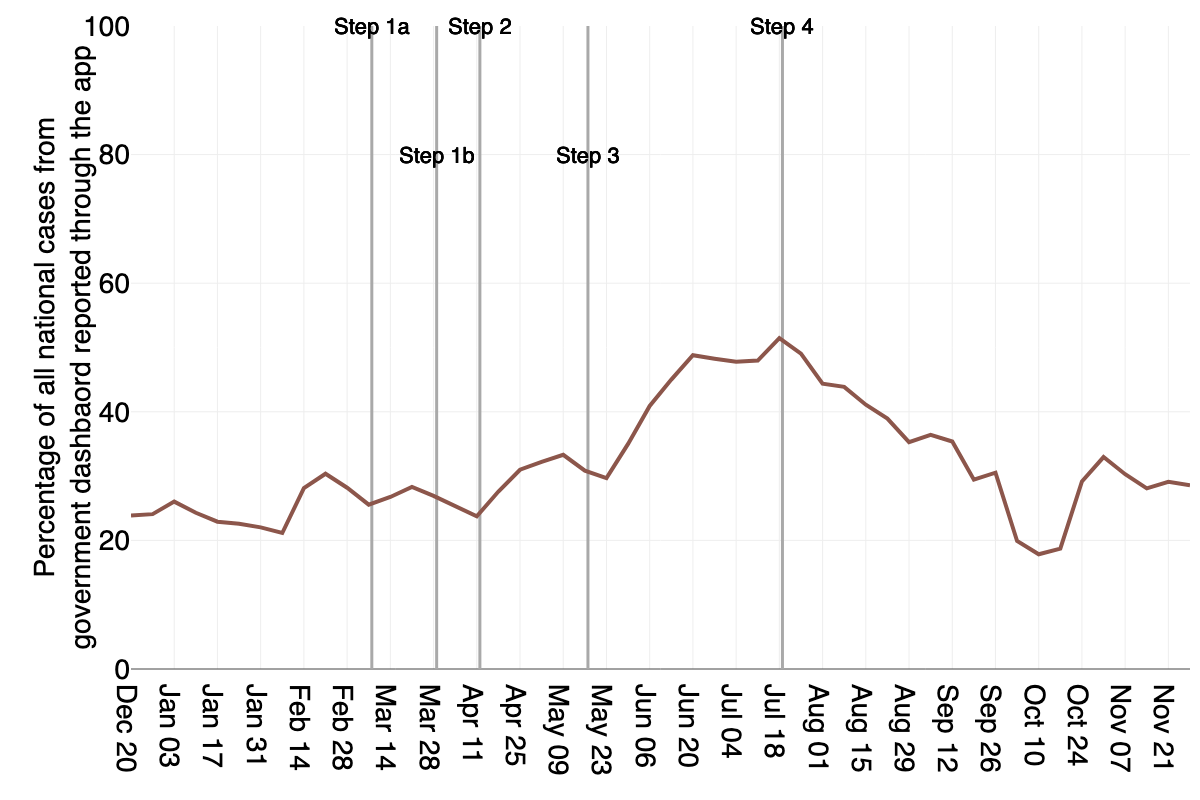 Percentage of all national cases from
government dashbaord reported through the app
100
80
60
40
20
0
Step 1a
Step 2
Step 4
Step 1b
Step 3
Dec 20
Jan 03
Jan 17
Jan 31
Feb 14
Feb 28
Mar 14
Mar 28
Apr 11
Apr 25
May 09
May 23
Jun 06
Jun 20
Jul 04
Jul 18
Aug 01
Aug 15
Aug 29
Sep 12
Sep 26
Oct 10
Oct 24
Nov 07
Nov 21